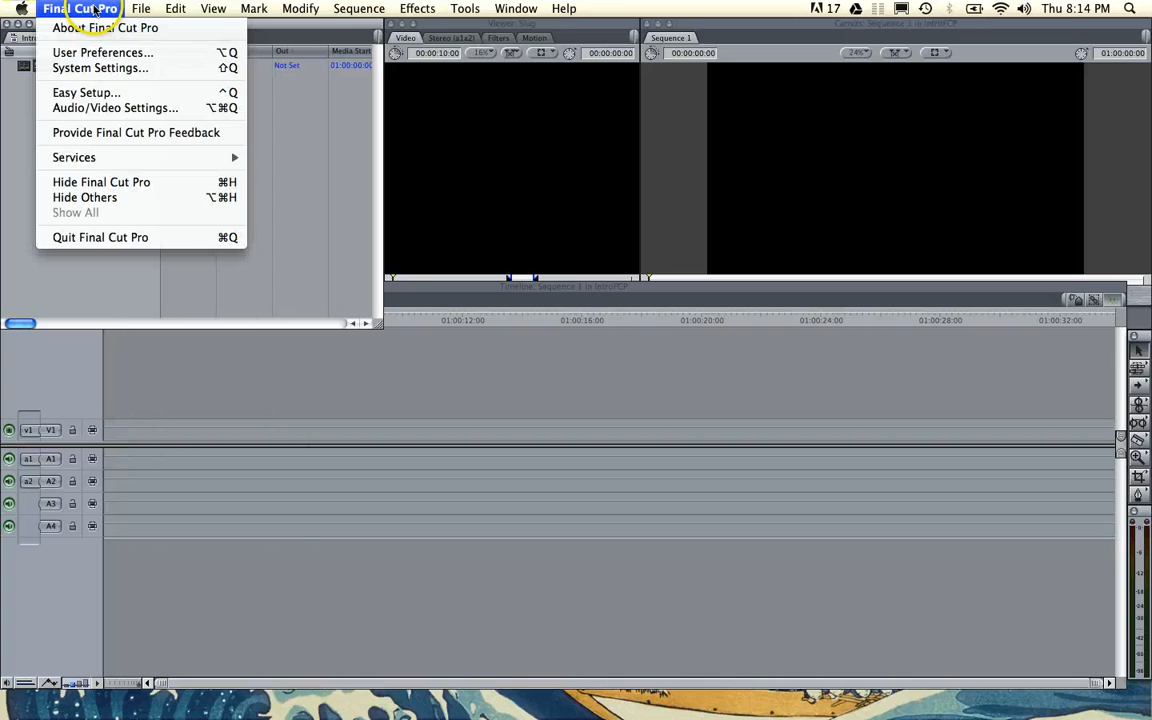 Final Cut Pro File Edit View Mark Modify Sequence Effects Tools Window Help 17 Thu 8:14 PM
About Final Cut Pro
User Preferences... ⌥Q
System Settings... ⇧Q
Easy Setup... ^Q
Audio/Video Settings... ⌥⌘Q
Provide Final Cut Pro Feedback
Services
Hide Final Cut Pro ⌘H
Hide Others ⌥⌘H
Show All
Quit Final Cut Pro ⌘Q
Intro
Out Media Start
Not Set 01:00:00:00
Viewer: Slug
Video Stereo (a1a2) Filters Motion
00:00:10:00 16% 00:00:00:00
Canvas: Sequence 1 in IntroFCP
Sequence 1
00:00:00:00 24% 01:00:00:00
Timeline: Sequence 1 in IntroFCP
01:00:12:00 01:00:16:00 01:00:20:00 01:00:24:00 01:00:28:00 01:00:32:00
v1 V1
a1 A1
a2 A2
A3
A4